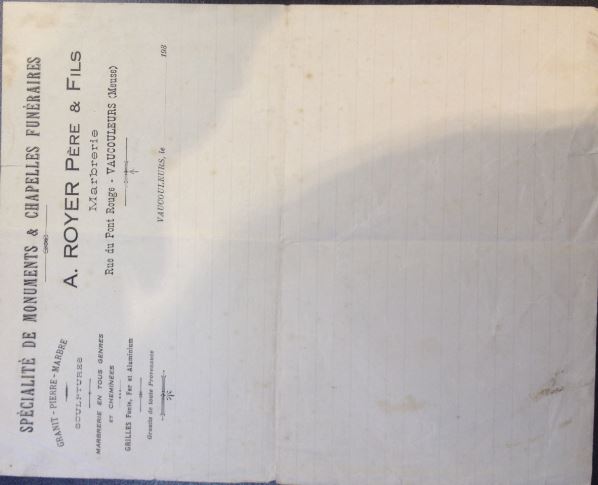 SPÉCIALITÉ DE MONUMENTS & CHAPELLES FUNÉRAIRES
GRANIT - PIERRE - MARBRE
SCULPTURES
MARBRERIE EN TOUS GENRES
ET CHEMINÉES
GRILLES Fonte, Fer et Aluminium
Granits de toute Provenance
A. ROYER PÈRE & FILS
Marbrerie
Rue du Pont Rouge - VAUCOULEURS (Meuse)
VAUCOULEURS, le 193